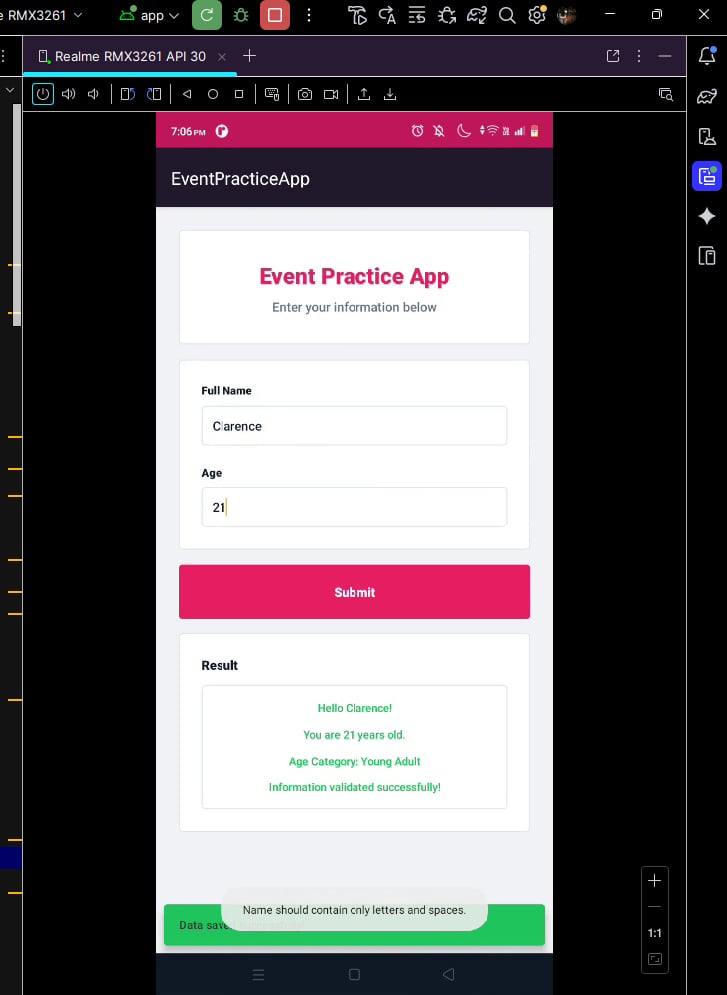 e RMX3261
app
Realme RMX3261 API 30
7:06 PM
EventPracticeApp
Event Practice App
Enter your information below
Full Name
Clarence
Age
21
Submit
Result
Hello Clarence!
You are 21 years old.
Age Category: Young Adult
Information validated successfully!
Name should contain only letters and spaces.
Data saved successfully!
1:1